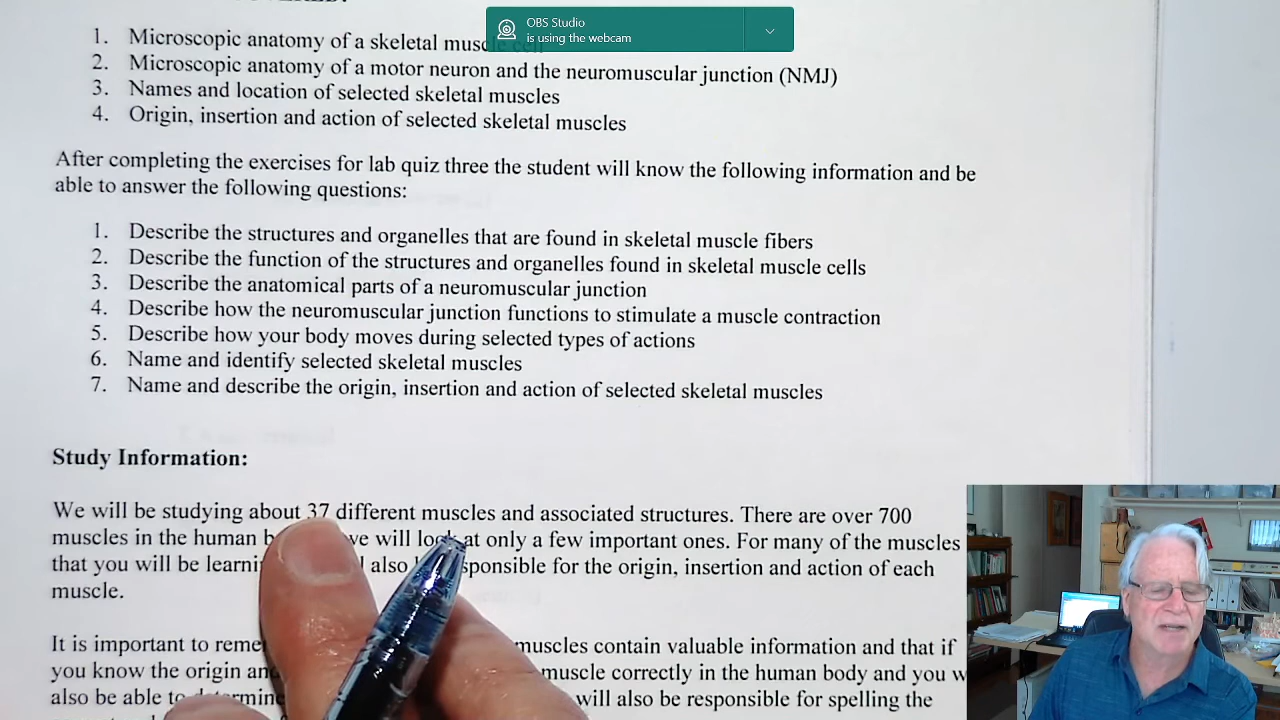 OBS Studio
is using the webcam
1. Microscopic anatomy of a skeletal muscle cell
2. Microscopic anatomy of a motor neuron and the neuromuscular junction (NMJ)
3. Names and location of selected skeletal muscles
4. Origin, insertion and action of selected skeletal muscles
After completing the exercises for lab quiz three the student will know the following information and be
able to answer the following questions:
1. Describe the structures and organelles that are found in skeletal muscle fibers
2. Describe the function of the structures and organelles found in skeletal muscle cells
3. Describe the anatomical parts of a neuromuscular junction
4. Describe how the neuromuscular junction functions to stimulate a muscle contraction
5. Describe how your body moves during selected types of actions
6. Name and identify selected skeletal muscles
7. Name and describe the origin, insertion and action of selected skeletal muscles
Study Information:
We will be studying about 37 different muscles and associated structures. There are over 700
muscles in the human we will look at only a few important ones. For many of the muscles
that you will be also responsible for the origin, insertion and action of each
muscle.
It is important to muscles contain valuable information and that if
you know the origin muscle correctly in the human body and you
also be able to determine will also be responsible for spelling the